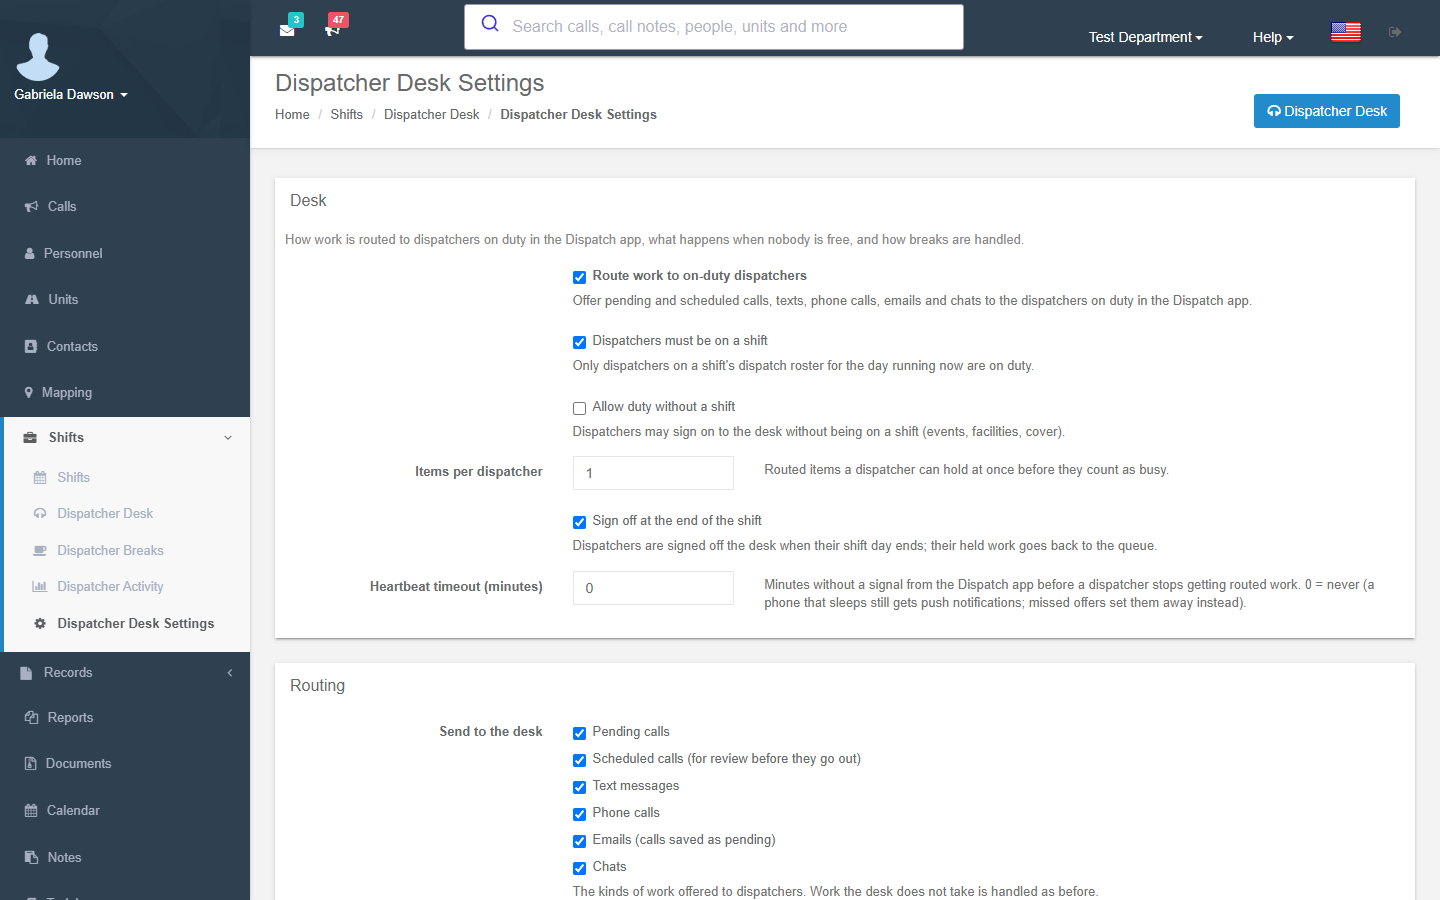 3
47
Search calls, call notes, people, units and more
Test Department
Help
Gabriela Dawson
Home
Calls
Personnel
Units
Contacts
Mapping
Shifts
Shifts
Dispatcher Desk
Dispatcher Breaks
Dispatcher Activity
Dispatcher Desk Settings
Records
Reports
Documents
Calendar
Notes
Dispatcher Desk Settings
Home / Shifts / Dispatcher Desk / Dispatcher Desk Settings
Dispatcher Desk
Desk
How work is routed to dispatchers on duty in the Dispatch app, what happens when nobody is free, and how breaks are handled.
Route work to on-duty dispatchers
Offer pending and scheduled calls, texts, phone calls, emails and chats to the dispatchers on duty in the Dispatch app.
Dispatchers must be on a shift
Only dispatchers on a shift's dispatch roster for the day running now are on duty.
Allow duty without a shift
Dispatchers may sign on to the desk without being on a shift (events, facilities, cover).
Items per dispatcher
1
Routed items a dispatcher can hold at once before they count as busy.
Sign off at the end of the shift
Dispatchers are signed off the desk when their shift day ends; their held work goes back to the queue.
Heartbeat timeout (minutes)
0
Minutes without a signal from the Dispatch app before a dispatcher stops getting routed work. 0 = never (a
phone that sleeps still gets push notifications; missed offers set them away instead).
Routing
Send to the desk
Pending calls
Scheduled calls (for review before they go out)
Text messages
Phone calls
Emails (calls saved as pending)
Chats
The kinds of work offered to dispatchers. Work the desk does not take is handled as before.